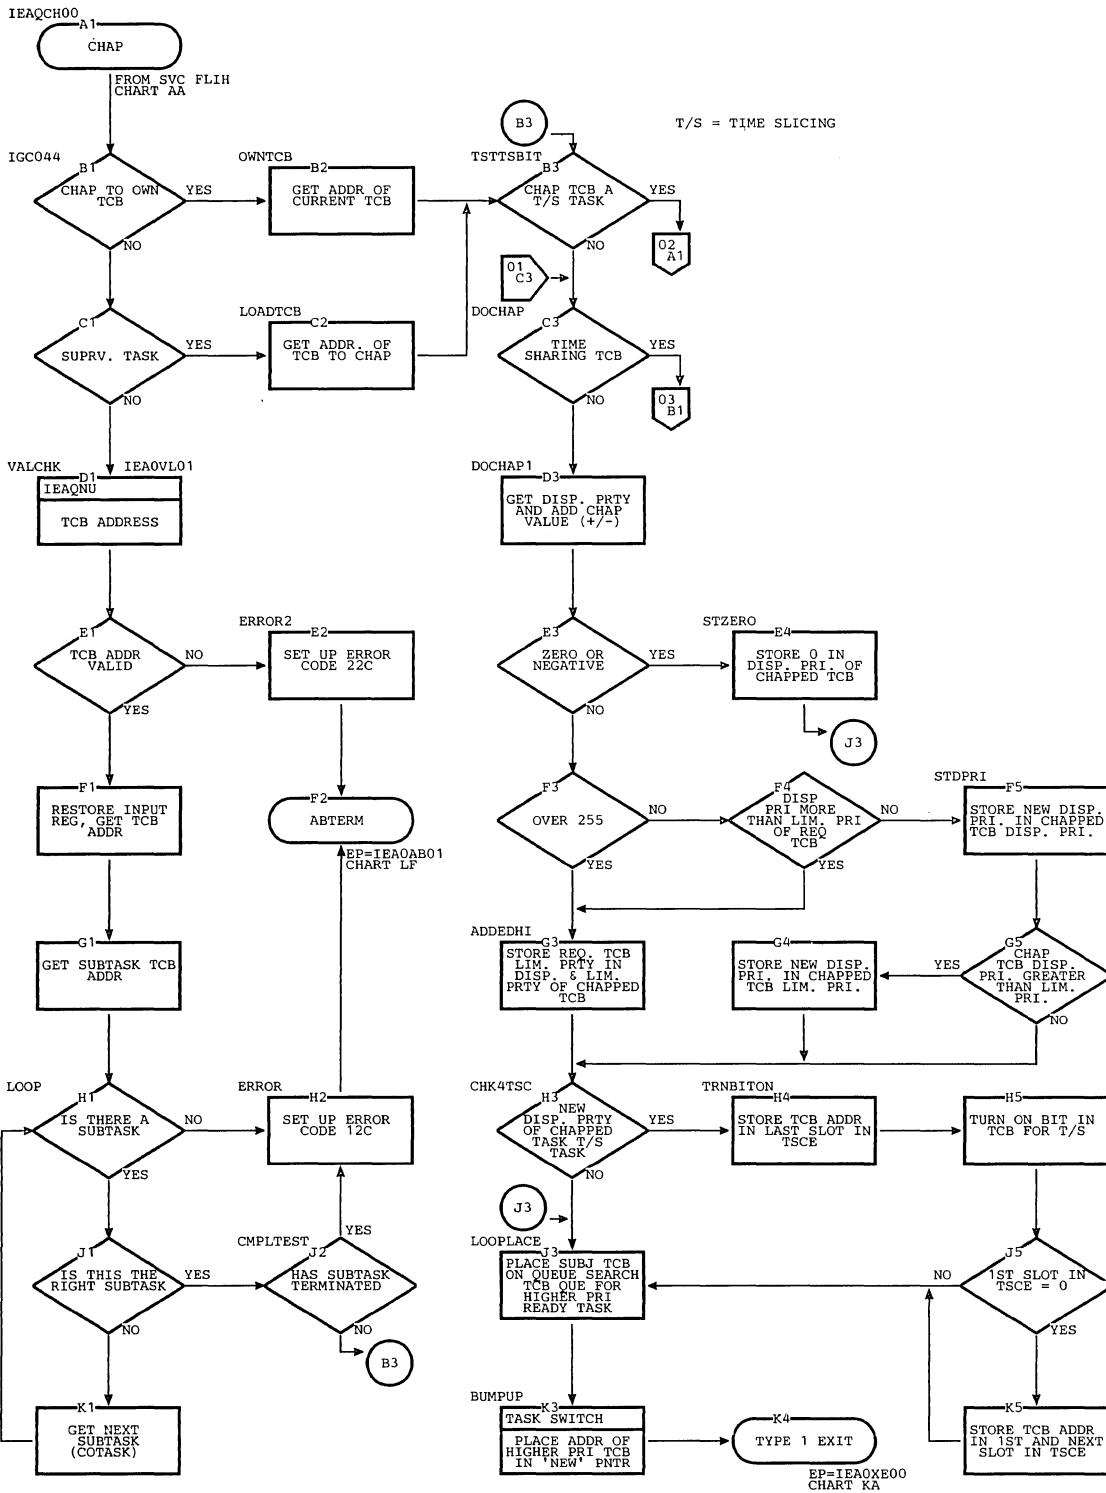 IEAQCH00
A1
CHAP
FROM SVC FLIH
CHART AA
B3
T/S = TIME SLICING
IGC044
B1
CHAP TO OWN
TCB
YES
NO
OWNTCB
B2
GET ADDR OF
CURRENT TCB
TSTTSBIT
B3
CHAP TCB A
T/S TASK
YES
NO
02
A1
01
C3
C1
SUPRV. TASK
YES
NO
LOADTCB
C2
GET ADDR. OF
TCB TO CHAP
DOCHAP
C3
TIME
SHARING TCB
YES
NO
03
B1
VALCHK
IEA0VL01
D1
IEAQNU
TCB ADDRESS
DOCHAP1
D3
GET DISP. PRTY
AND ADD CHAP
VALUE (+/-)
E1
TCB ADDR
VALID
NO
YES
ERROR2
E2
SET UP ERROR
CODE 22C
E3
ZERO OR
NEGATIVE
YES
NO
STZERO
E4
STORE 0 IN
DISP. PRI. OF
CHAPPED TCB
J3
F1
RESTORE INPUT
REG, GET TCB
ADDR
F2
ABTERM
EP=IEA0AB01
CHART LF
F3
OVER 255
NO
YES
F4
DISP
PRI MORE
THAN LIM. PRI
OF REQ
TCB
NO
YES
STDPRI
F5
STORE NEW DISP.
PRI. IN CHAPPED
TCB DISP. PRI.
G1
GET SUBTASK TCB
ADDR
ADDEDHI
G3
STORE REQ. TCB
LIM. PRTY IN
DISP. & LIM.
PRTY OF CHAPPED
TCB
G4
STORE NEW DISP.
PRI. IN CHAPPED
TCB LIM. PRI.
G5
CHAP
TCB DISP.
PRI. GREATER
THAN LIM.
PRI.
YES
NO
LOOP
H1
IS THERE A
SUBTASK
NO
YES
ERROR
H2
SET UP ERROR
CODE 12C
CHK4TSC
H3
NEW
DISP. PRTY
OF CHAPPED
TASK T/S
TASK
YES
NO
TRNBITON
H4
STORE TCB ADDR
IN LAST SLOT IN
TSCE
H5
TURN ON BIT IN
TCB FOR T/S
J3
J1
IS THIS THE
RIGHT SUBTASK
YES
NO
CMPLTEST
J2
HAS SUBTASK
TERMINATED
YES
NO
B3
LOOPLACE
J3
PLACE SUBJ TCB
ON QUEUE SEARCH
TCB QUE FOR
HIGHER PRI
READY TASK
J5
1ST SLOT IN
TSCE = 0
NO
YES
K1
GET NEXT
SUBTASK
(COTASK)
BUMPUP
K3
TASK SWITCH
PLACE ADDR OF
HIGHER PRI TCB
IN 'NEW' PNTR
K4
TYPE 1 EXIT
EP=IEA0XE00
CHART KA
K5
STORE TCB ADDR
IN 1ST AND NEXT
SLOT IN TSCE